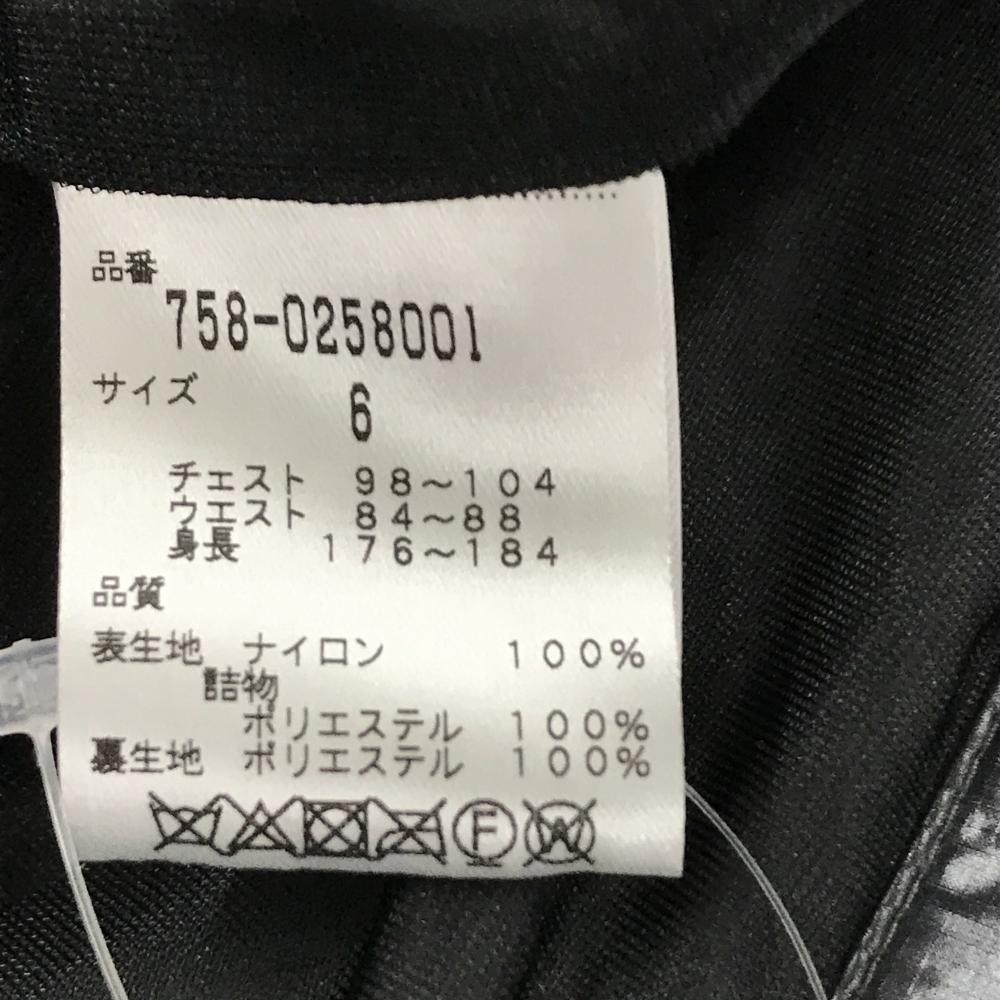 品番
758-0258001
サイズ 6
チェスト 98～104
ウエスト 84～88
身長 176～184
品質
表生地 ナイロン 100%
詰物
ポリエステル 100%
裏生地 ポリエステル 100%
F W